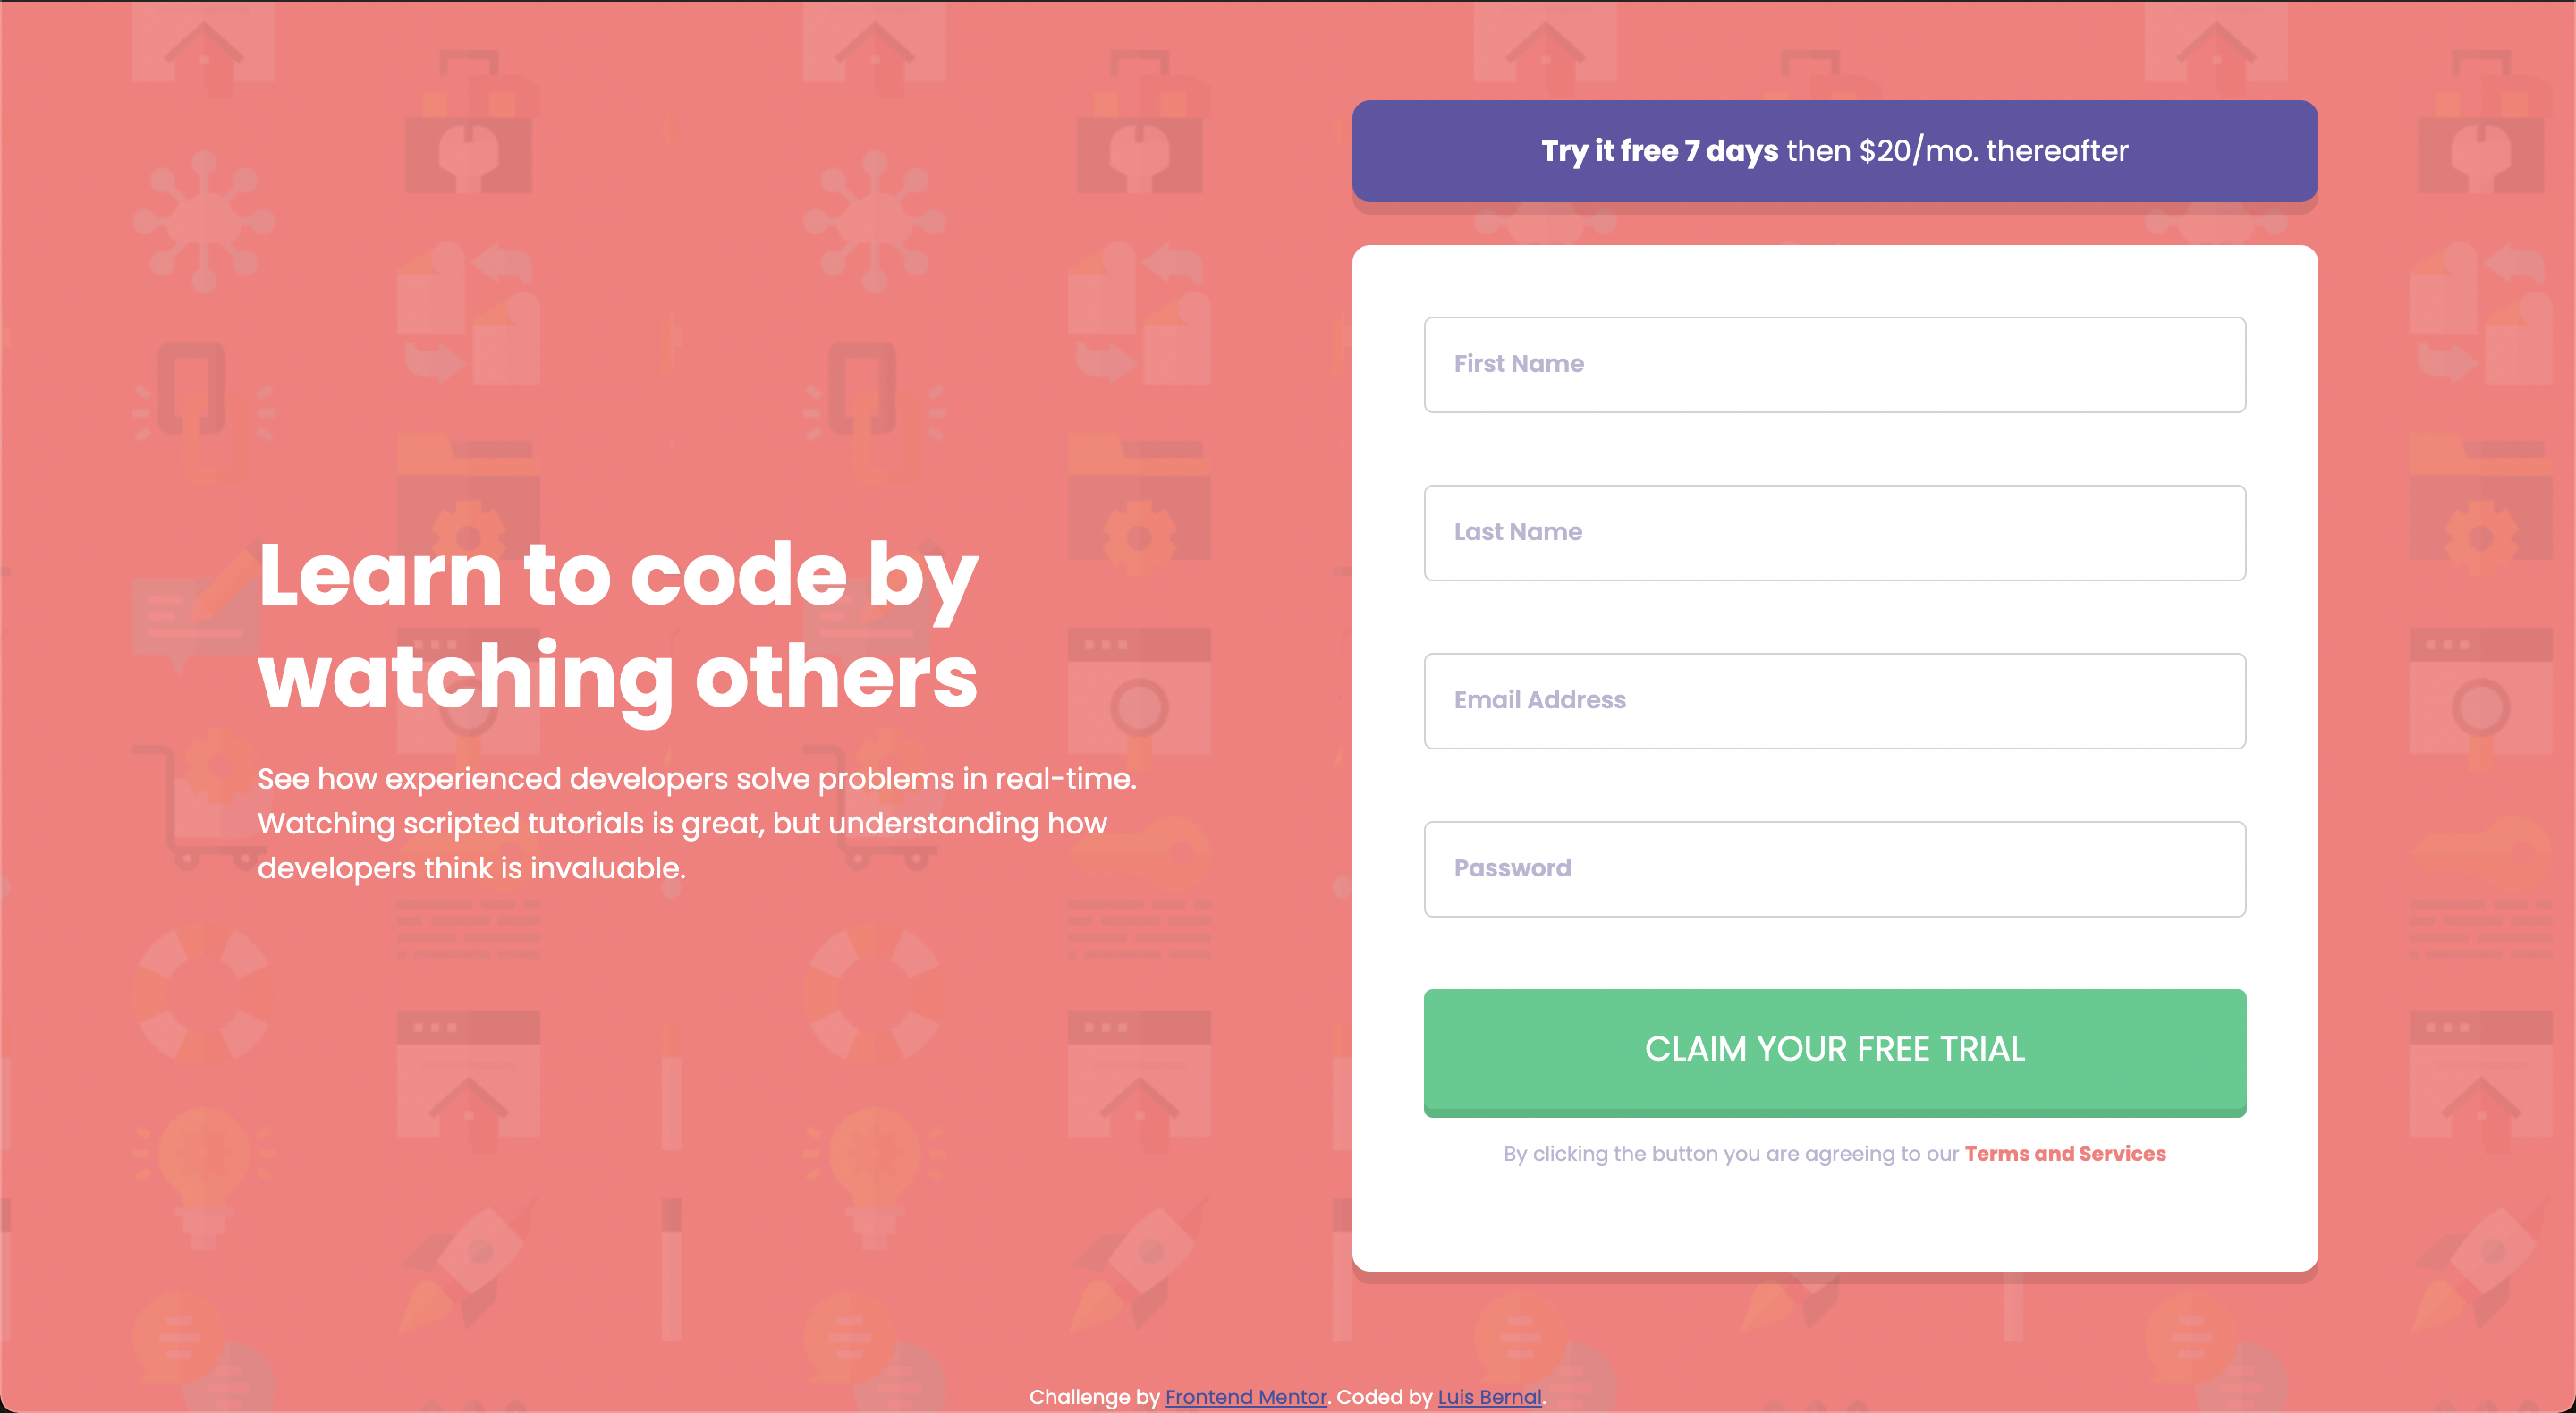 Learn to code by
watching others
See how experienced developers solve problems in real-time.
Watching scripted tutorials is great, but understanding how
developers think is invaluable.
Try it free 7 days then $20/mo. thereafter
First Name
Last Name
Email Address
Password
CLAIM YOUR FREE TRIAL
By clicking the button you are agreeing to our Terms and Services
Challenge by Frontend Mentor. Coded by Luis Bernal.